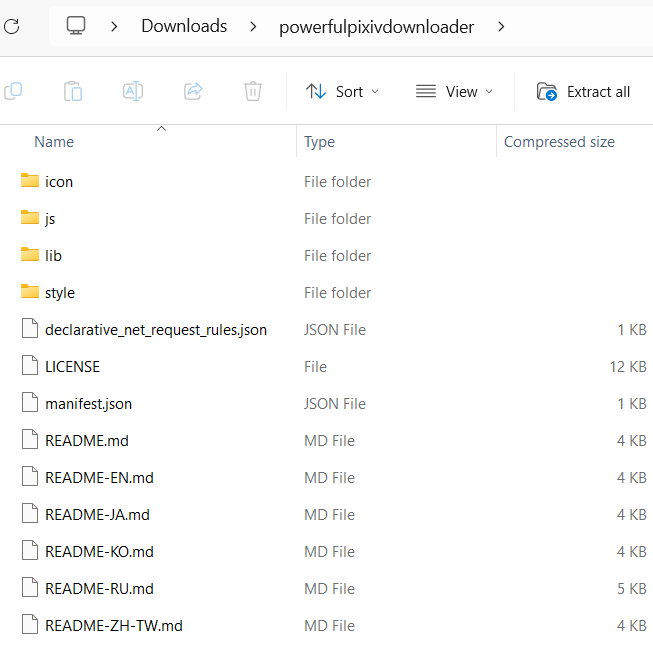 Downloads > powerfulpixivdownloader >
Sort View Extract all
Name Type Compressed size
icon File folder
js File folder
lib File folder
style File folder
declarative_net_request_rules.json JSON File 1 KB
LICENSE File 12 KB
manifest.json JSON File 1 KB
README.md MD File 4 KB
README-EN.md MD File 4 KB
README-JA.md MD File 4 KB
README-KO.md MD File 4 KB
README-RU.md MD File 5 KB
README-ZH-TW.md MD File 4 KB